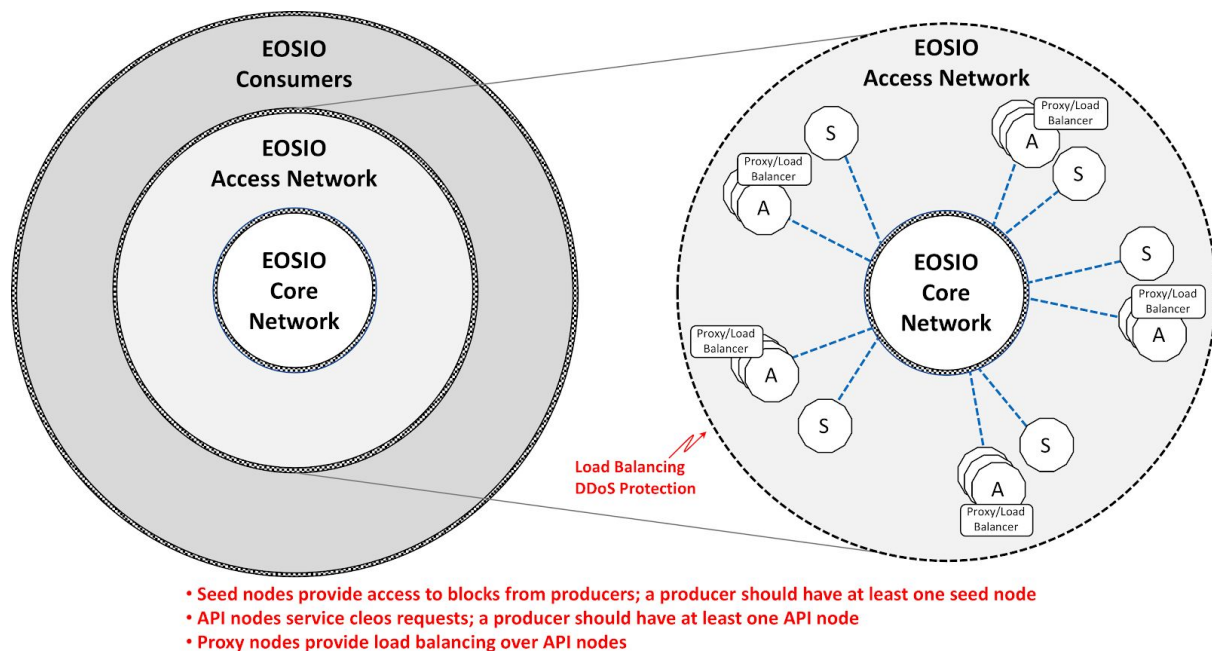 EOSIO
Consumers
EOSIO
Access Network
EOSIO
Core
Network
EOSIO
Access Network
Proxy/Load
Balancer
A
S
S
Proxy/Load
Balancer
A
S
Proxy/Load
Balancer
A
EOSIO
Core
Network
Proxy/Load
Balancer
A
S
S
A
Proxy/Load
Balancer
Load Balancing
DDoS Protection
• Seed nodes provide access to blocks from producers; a producer should have at least one seed node
• API nodes service cleos requests; a producer should have at least one API node
• Proxy nodes provide load balancing over API nodes